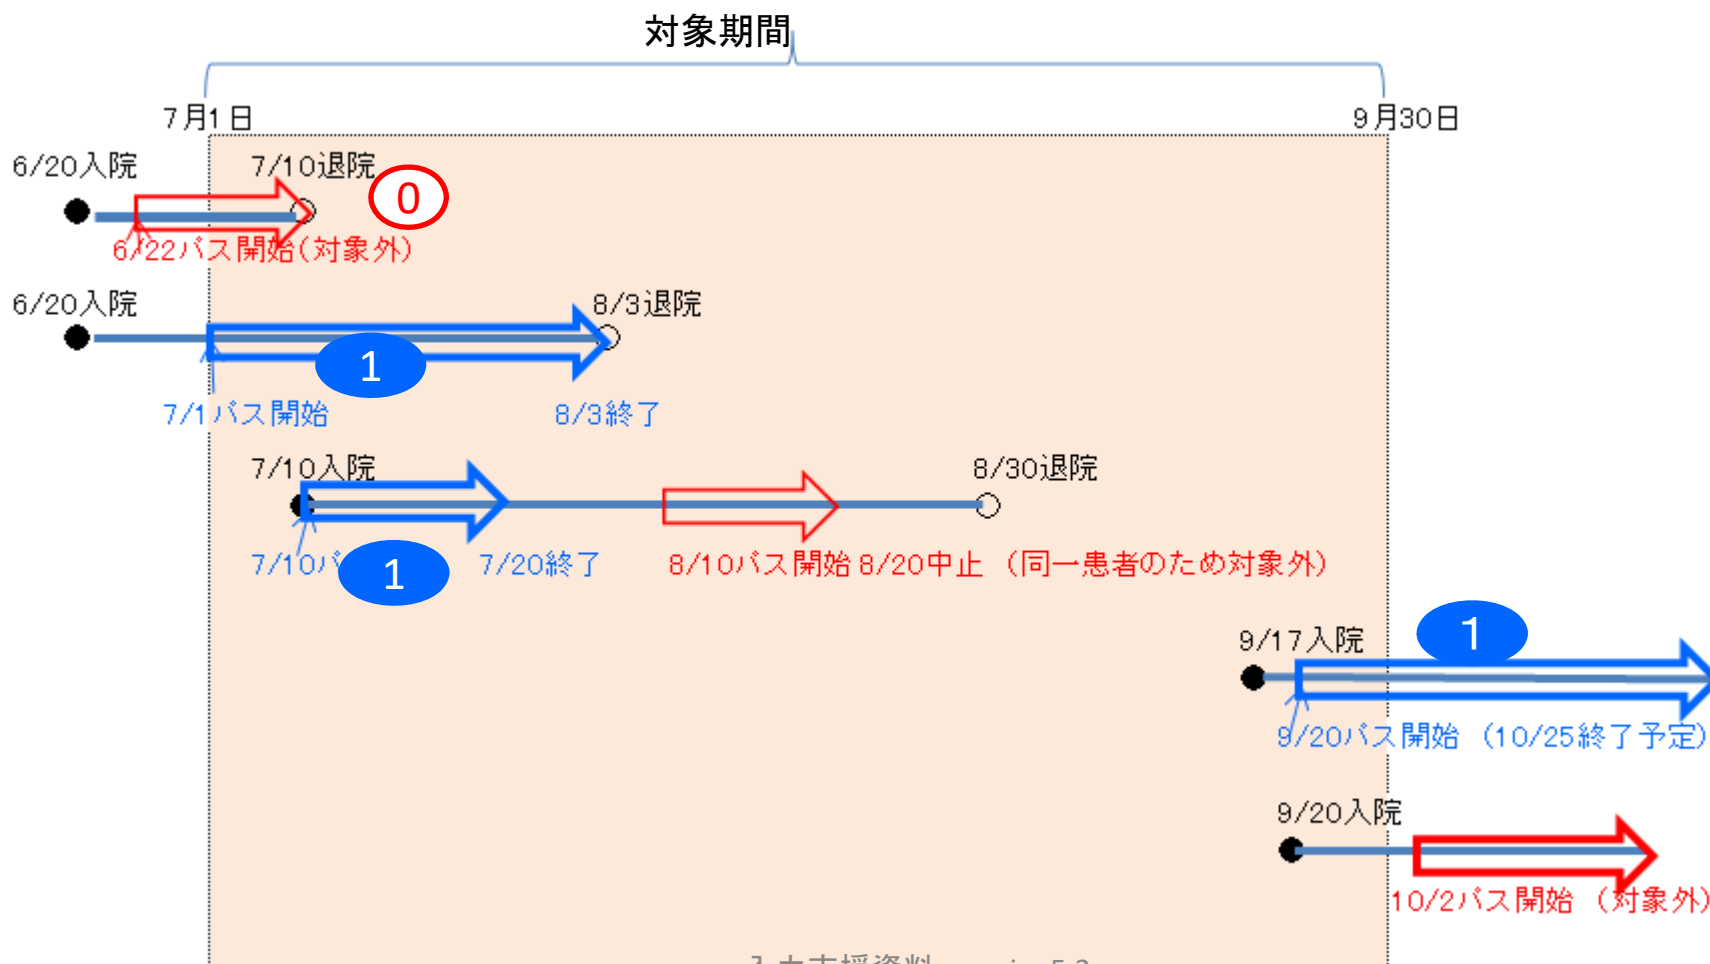 対象期間
7月1日
9月30日
6/20入院
7/10退院
0
6/22パス開始(対象外)
6/20入院
8/3退院
1
7/1パス開始
8/3終了
7/10入院
8/30退院
7/10パ
1
7/20終了
8/10パス開始 8/20中止 (同一患者のため対象外)
9/17入院
1
9/20パス開始 (10/25終了予定)
9/20入院
10/2パス開始 (対象外)